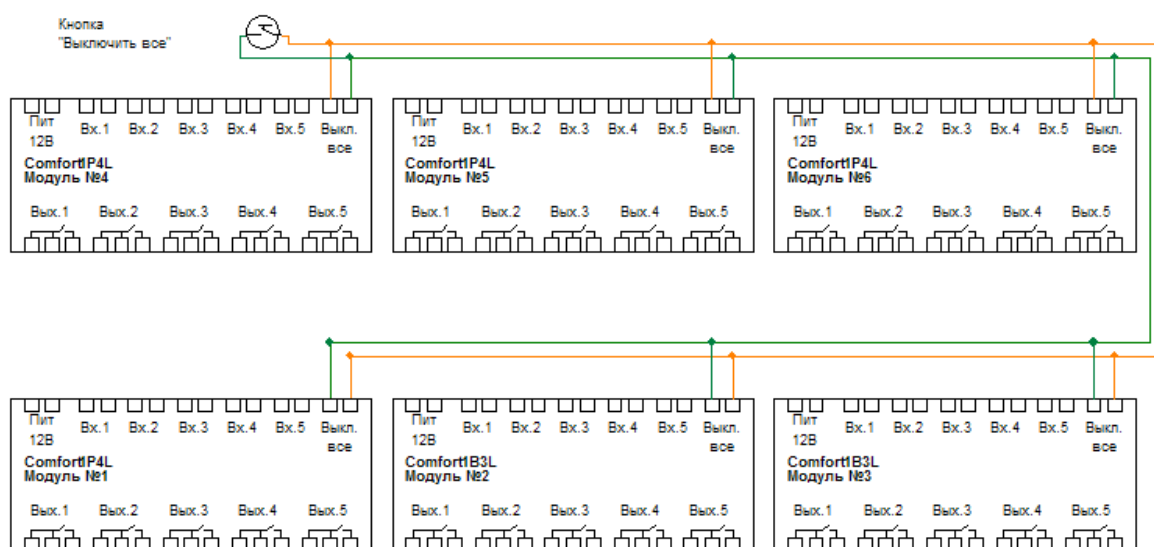 Кнопка
"Выключить все"
Пит Вх.1 Вх.2 Вх.3 Вх.4 Вх.5 Выкл.
12В все
Comfort1P4L
Модуль №4
Вых.1 Вых.2 Вых.3 Вых.4 Вых.5
Пит Вх.1 Вх.2 Вх.3 Вх.4 Вх.5 Выкл.
12В все
Comfort1P4L
Модуль №5
Вых.1 Вых.2 Вых.3 Вых.4 Вых.5
Пит Вх.1 Вх.2 Вх.3 Вх.4 Вх.5 Выкл.
12В все
Comfort1P4L
Модуль №6
Вых.1 Вых.2 Вых.3 Вых.4 Вых.5
Пит Вх.1 Вх.2 Вх.3 Вх.4 Вх.5 Выкл.
12В все
Comfort1P4L
Модуль №1
Вых.1 Вых.2 Вых.3 Вых.4 Вых.5
Пит Вх.1 Вх.2 Вх.3 Вх.4 Вх.5 Выкл.
12В все
Comfort1B3L
Модуль №2
Вых.1 Вых.2 Вых.3 Вых.4 Вых.5
Пит Вх.1 Вх.2 Вх.3 Вх.4 Вх.5 Выкл.
12В все
Comfort1B3L
Модуль №3
Вых.1 Вых.2 Вых.3 Вых.4 Вых.5